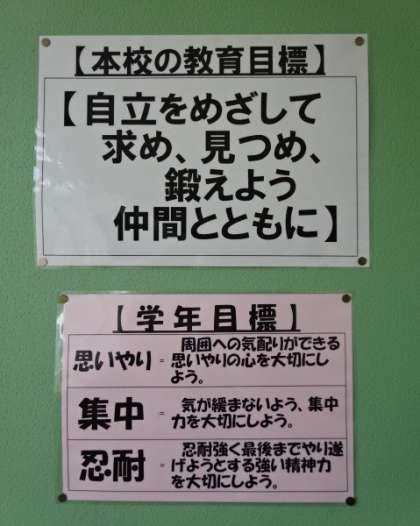 【本校の教育目標】
【自立をめざして
求め、見つめ、
鍛えよう
仲間とともに】
【学年目標】
思いやり = 周囲への気配りができる
思いやりの心を大切にし
よう。
集中 = 気が緩まないよう、集中
力を大切にしよう。
忍耐 = 忍耐強く最後までやり遂
げようとする強い精神力
を大切にしよう。